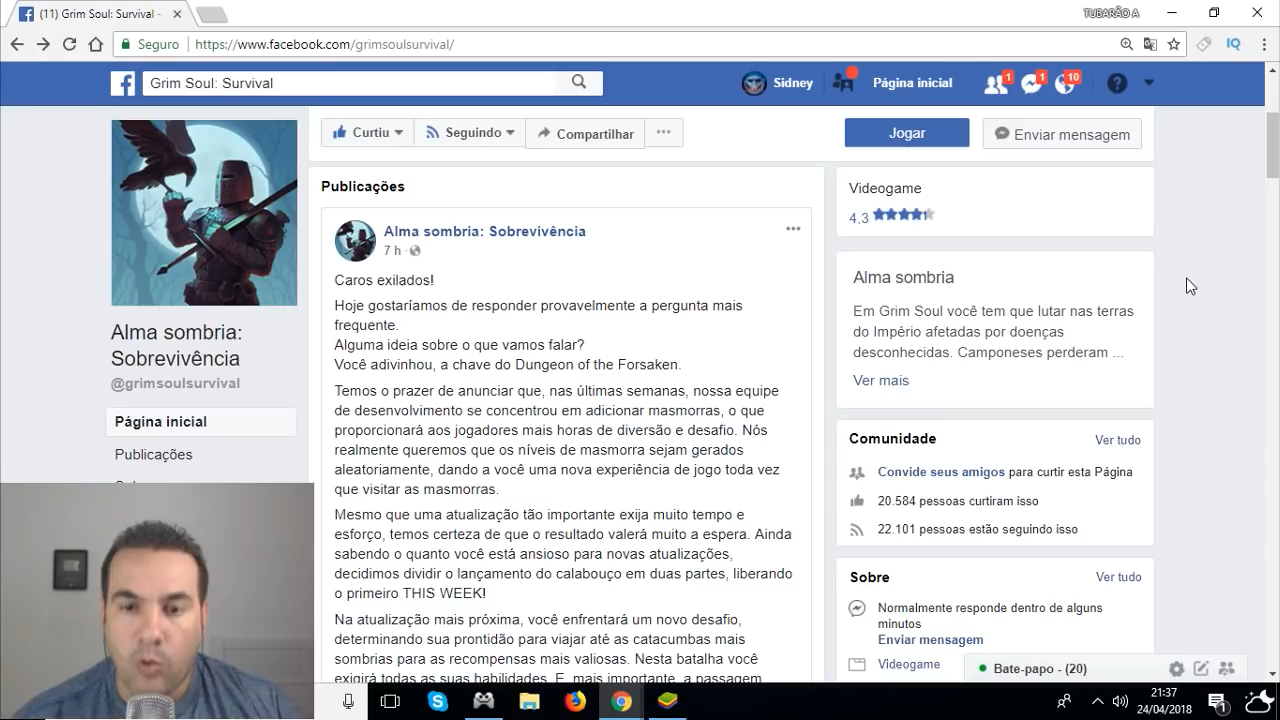 (11) Grim Soul: Survival -
TUBARÃO A
Seguro
https://www.facebook.com/grimsoulsurvival/
IQ
Grim Soul: Survival
Sidney
Página inicial
1
1
10
Curtiu
Seguindo
Compartilhar
Jogar
Enviar mensagem
Alma sombria:
Sobrevivência
@grimsoulsurvival
Página inicial
Publicações
Publicações
Alma sombria: Sobrevivência
7 h
Caros exilados!
Hoje gostaríamos de responder provavelmente a pergunta mais
frequente.
Alguma ideia sobre o que vamos falar?
Você adivinhou, a chave do Dungeon of the Forsaken.
Temos o prazer de anunciar que, nas últimas semanas, nossa equipe
de desenvolvimento se concentrou em adicionar masmorras, o que
proporcionará aos jogadores mais horas de diversão e desafio. Nós
realmente queremos que os níveis de masmorra sejam gerados
aleatoriamente, dando a você uma nova experiência de jogo toda vez
que visitar as masmorras.
Mesmo que uma atualização tão importante exija muito tempo e
esforço, temos certeza de que o resultado valerá muito a espera. Ainda
sabendo o quanto você está ansioso para novas atualizações,
decidimos dividir o lançamento do calabouço em duas partes, liberando
o primeiro THIS WEEK!
Na atualização mais próxima, você enfrentará um novo desafio,
determinando sua prontidão para viajar até as catacumbas mais
sombrias para as recompensas mais valiosas. Nesta batalha você
exigirá todas as suas habilidades. E, mais importante, a passagem
Videogame
4.3
Alma sombria
Em Grim Soul você tem que lutar nas terras
do Império afetadas por doenças
desconhecidas. Camponeses perderam ...
Ver mais
Comunidade
Ver tudo
Convide seus amigos para curtir esta Página
20.584 pessoas curtiram isso
22.101 pessoas estão seguindo isso
Sobre
Ver tudo
Normalmente responde dentro de alguns
minutos
Enviar mensagem
Videogame
Bate-papo - (20)
21:37
24/04/2018
1